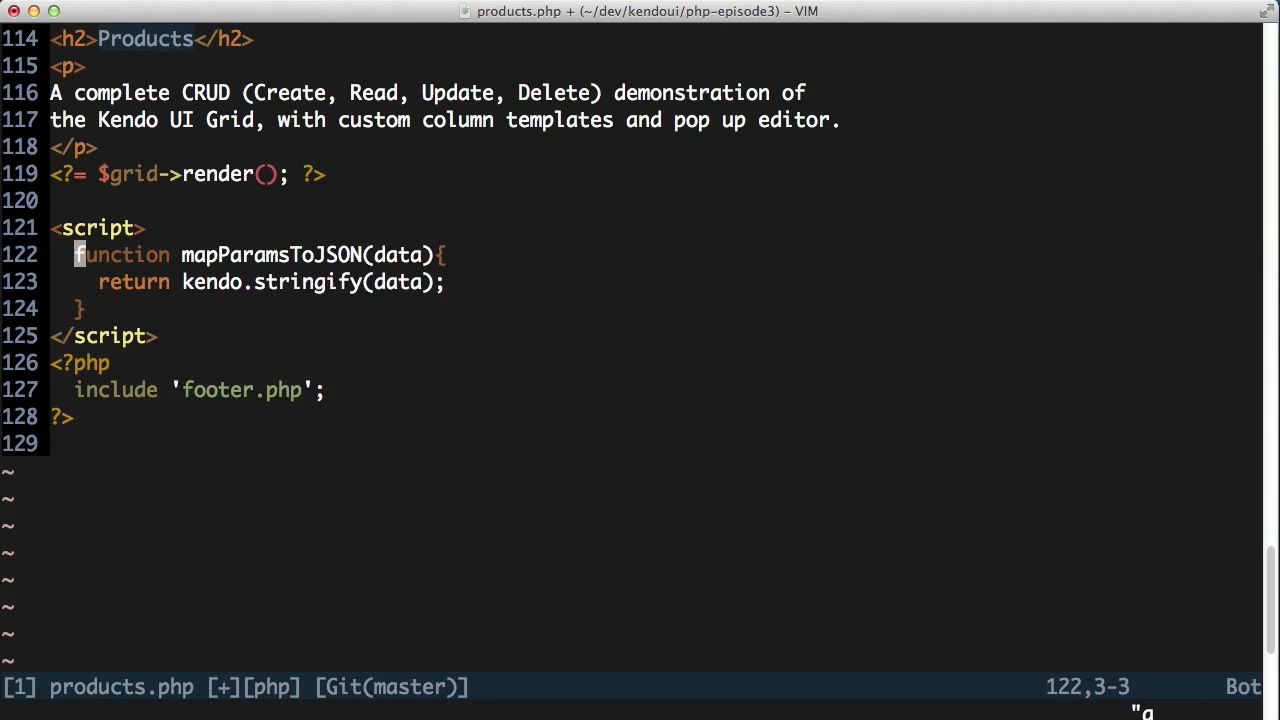 products.php + (~/dev/kendoui/php-episode3) – VIM
114 <h2>Products</h2>
115 <p>
116 A complete CRUD (Create, Read, Update, Delete) demonstration of
117 the Kendo UI Grid, with custom column templates and pop up editor.
118 </p>
119 <?= $grid->render(); ?>
120
121 <script>
122   function mapParamsToJSON(data){
123     return kendo.stringify(data);
124   }
125 </script>
126 <?php
127   include 'footer.php';
128 ?>
129
~
~
~
~
~
~
~
~
[1] products.php [+][php] [Git(master)] 122,3-3 Bot